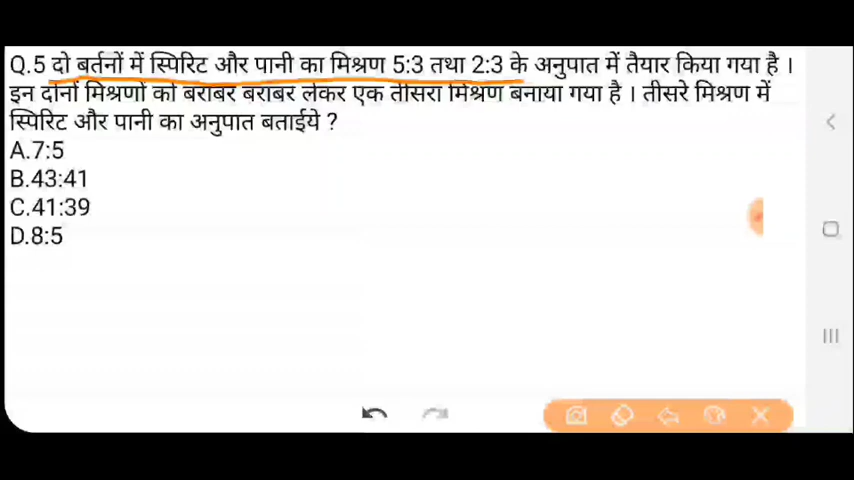 Q.5 दो बर्तनों में स्पिरिट और पानी का मिश्रण 5:3 तथा 2:3 के अनुपात में तैयार किया गया है ।
इन दोनों मिश्रणों को बराबर बराबर लेकर एक तीसरा मिश्रण बनाया गया है । तीसरे मिश्रण में
स्पिरिट और पानी का अनुपात बताईये ?
A.7:5
B.43:41
C.41:39
D.8:5